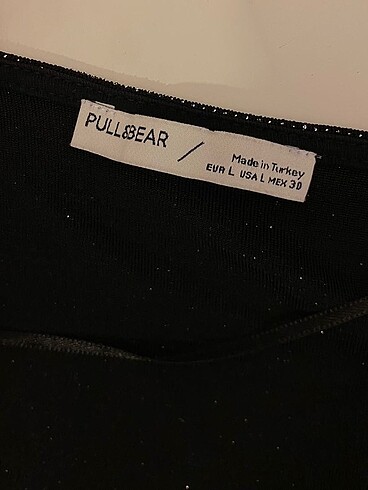 PULL&BEAR
/
Made in Turkey
EUR L USA L MEX 30